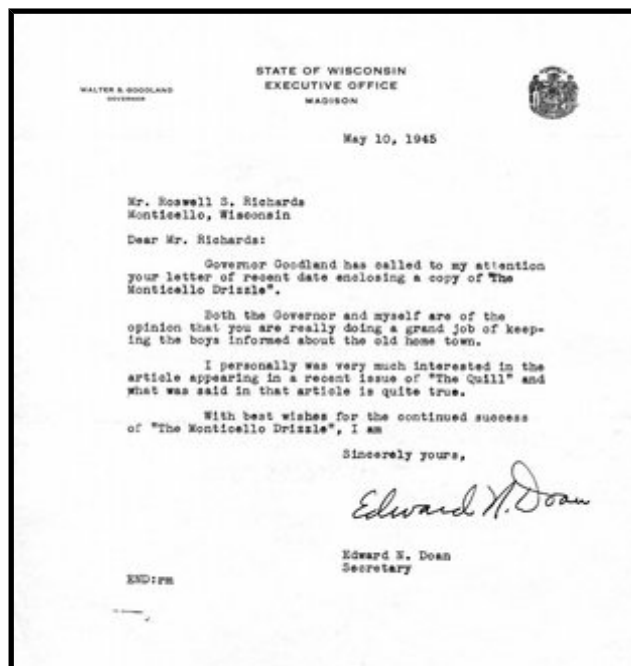 STATE OF WISCONSIN
EXECUTIVE OFFICE
MADISON
WALTER S. GOODLAND
GOVERNOR
May 10, 1945
Mr. Roswell S. Richards
Monticello, Wisconsin
Dear Mr. Richards:
Governor Goodland has called to my attention
your letter of recent date enclosing a copy of "The
Monticello Drizzle".
Both the Governor and myself are of the
opinion that you are really doing a grand job of keep-
ing the boys informed about the old home town.
I personally was very much interested in the
article appearing in a recent issue of "The Quill" and
what was said in that article is quite true.
With best wishes for the continued success
of "The Monticello Drizzle", I am
Sincerely yours,
Edward N. Doan
Edward N. Doan
Secretary
END:rm